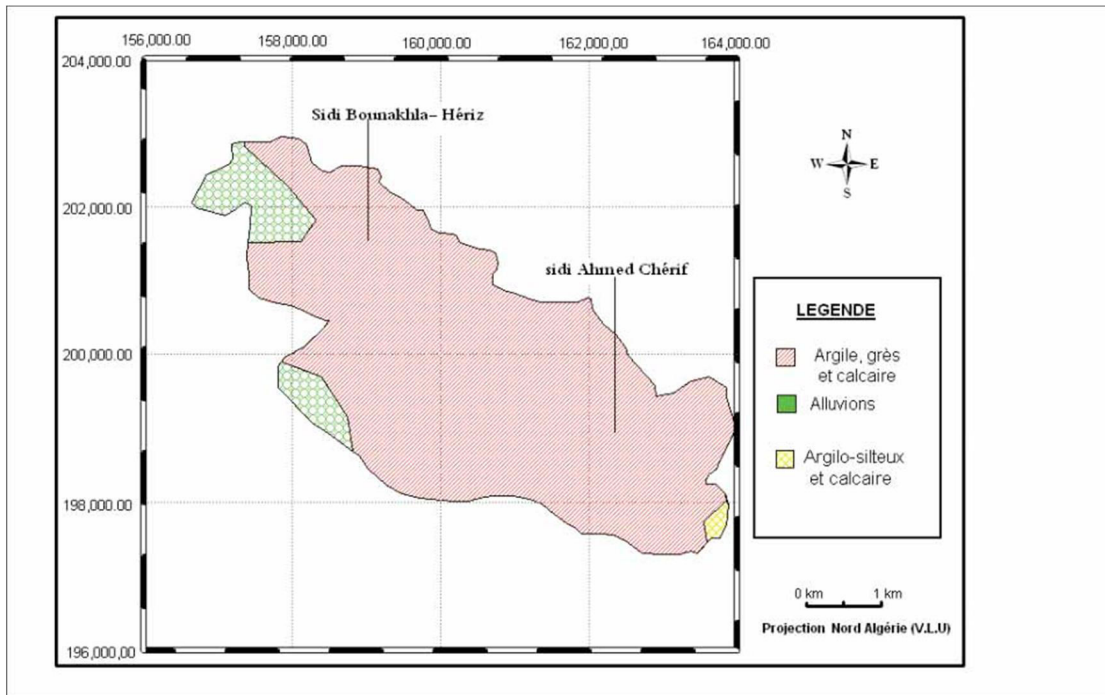 156,000.00
158,000.00
160,000.00
162,000.00
164,000.00
204,000.00
202,000.00
200,000.00
198,000.00
196,000,00
Sidi Bounakhla– Hériz
sidi Ahmed Chérif
N
W
E
S
LEGENDE
Argile, grès
et calcaire
Alluvions
Argilo-silteux
et calcaire
0 km
1 km
Projection Nord Algérie (V.L.U)